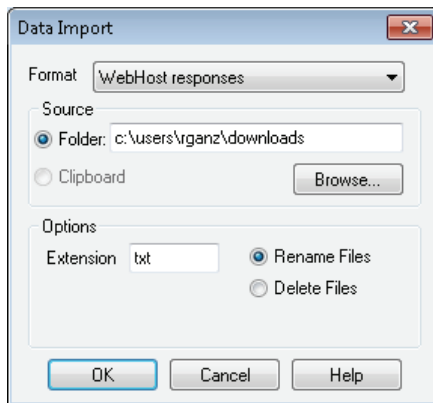 Data Import
Format WebHost responses
Source
Folder: c:\users\rganz\downloads
Clipboard Browse...
Options
Extension txt Rename Files
Delete Files
OK Cancel Help